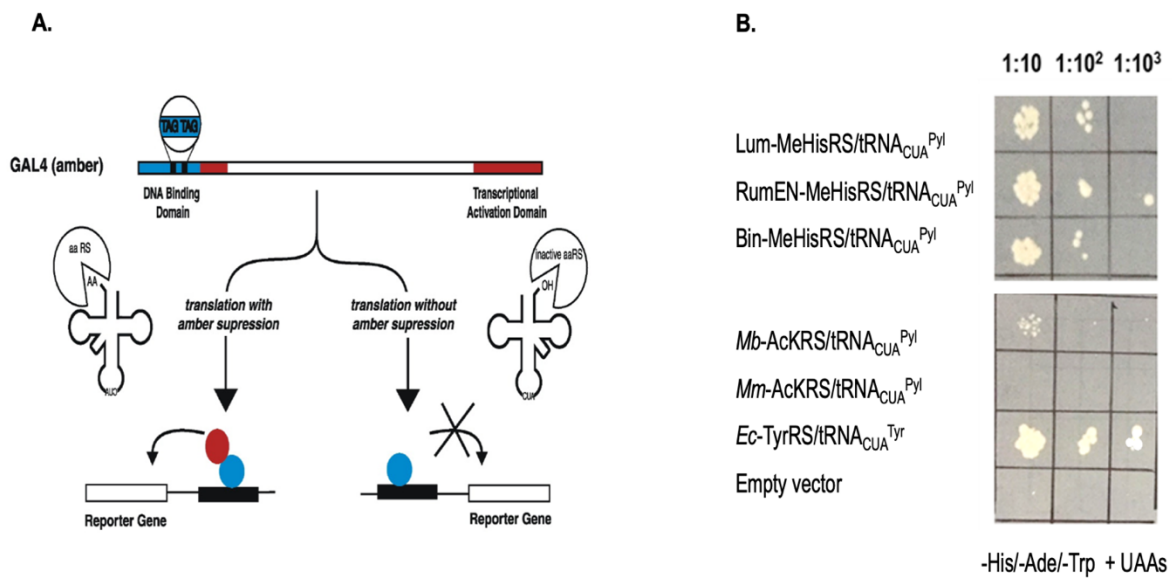 A.
TAG TAG
GAL4 (amber)
DNA Binding
Domain
Transcriptional
Activation Domain
aa RS
AA
CUA
translation with
amber supression
translation without
amber supression
inactive aaRS
OH
CUA
Reporter Gene
Reporter Gene
B.
1:10 1:10² 1:10³
Lum-MeHisRS/tRNA_CUA^Pyl
RumEN-MeHisRS/tRNA_CUA^Pyl
Bin-MeHisRS/tRNA_CUA^Pyl
Mb-AcKRS/tRNA_CUA^Pyl
Mm-AcKRS/tRNA_CUA^Pyl
Ec-TyrRS/tRNA_CUA^Tyr
Empty vector
-His/-Ade/-Trp + UAAs